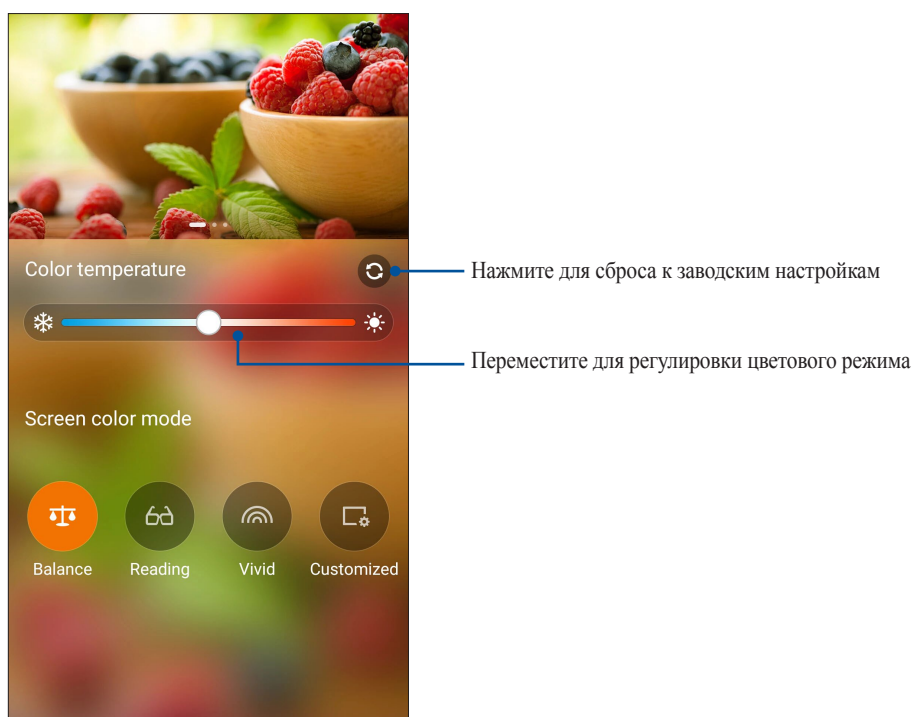 Color temperature
Нажмите для сброса к заводским настройкам
Переместите для регулировки цветового режима
Screen color mode
Balance Reading Vivid Customized